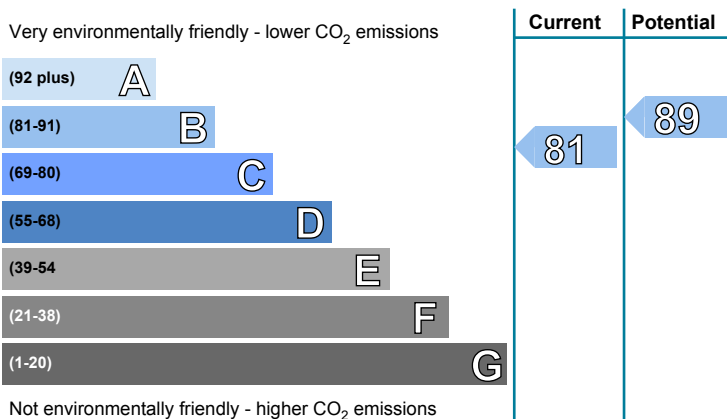 Current Potential
Very environmentally friendly - lower CO2 emissions
(92 plus) A
(81-91) B
(69-80) C
(55-68) D
(39-54 E
(21-38) F
(1-20) G
81
89
Not environmentally friendly - higher CO2 emissions